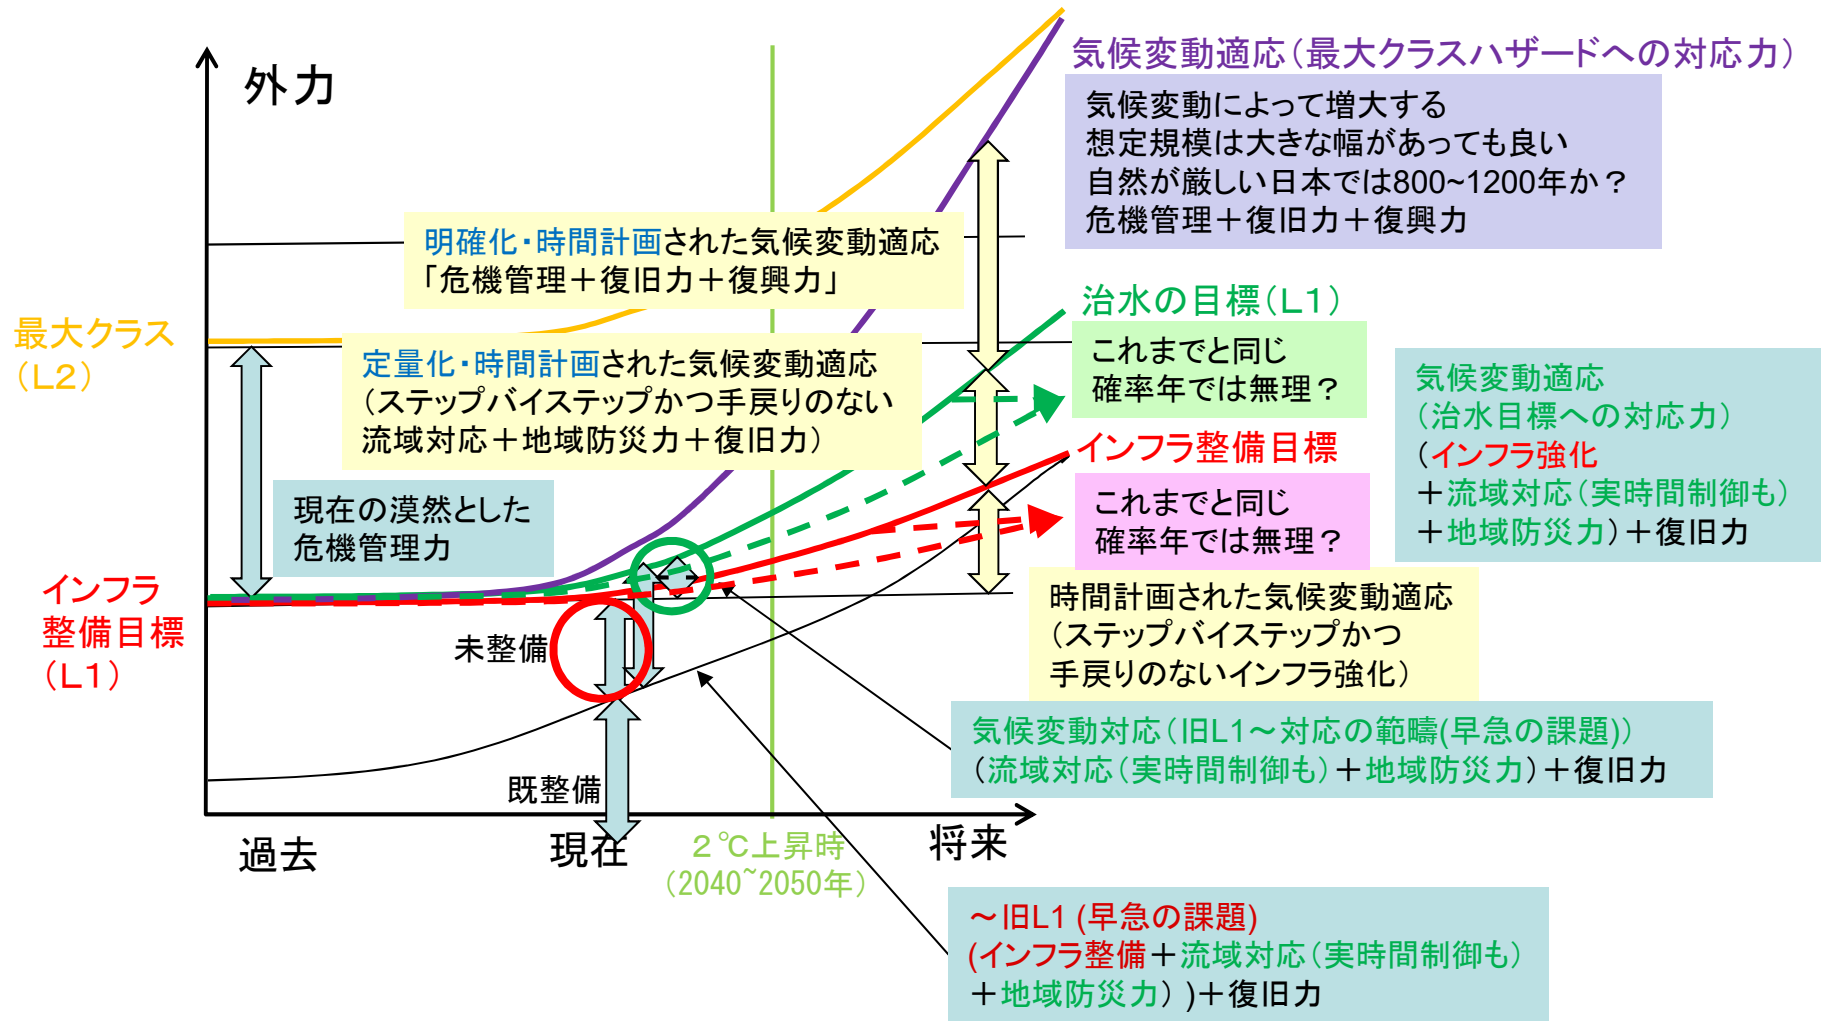 外力
気候変動適応（最大クラスハザードへの対応力）
気候変動によって増大する
想定規模は大きな幅があっても良い
自然が厳しい日本では800~1200年か？
危機管理＋復旧力＋復興力
明確化・時間計画された気候変動適応
「危機管理＋復旧力＋復興力」
治水の目標（L1）
これまでと同じ
確率年では無理？
最大クラス
（L2）
定量化・時間計画された気候変動適応
（ステップバイステップかつ手戻りのない
流域対応＋地域防災力＋復旧力）
気候変動適応
（治水目標への対応力）
（インフラ強化
＋流域対応（実時間制御も）
＋地域防災力）＋復旧力
インフラ整備目標
これまでと同じ
確率年では無理？
現在の漠然とした
危機管理力
インフラ
整備目標
（L1）
未整備
時間計画された気候変動適応
（ステップバイステップかつ
手戻りのないインフラ強化）
気候変動対応（旧L1～対応の範疇(早急の課題)）
（流域対応（実時間制御も）＋地域防災力）＋復旧力
既整備
過去
現在
将来
２℃上昇時
（2040~2050年）
～旧L1 (早急の課題)
(インフラ整備＋流域対応（実時間制御も）
＋地域防災力） )＋復旧力